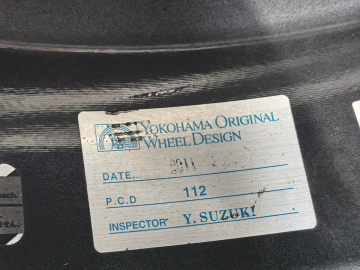 YOKOHAMA ORIGINAL
WHEEL DESIGN
DATE..
P.C.D 112
INSPECTOR Y. SUZUKI